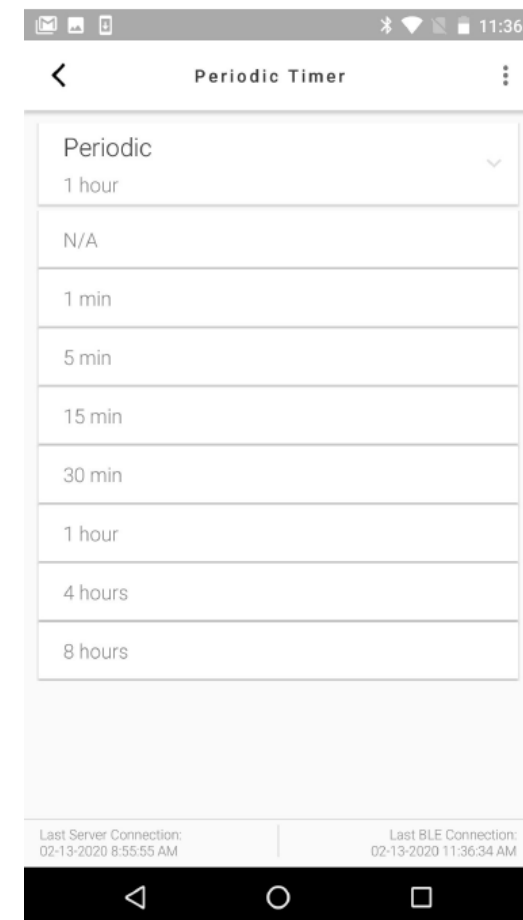 11:36
Periodic Timer
Periodic
1 hour
N/A
1 min
5 min
15 min
30 min
1 hour
4 hours
8 hours
Last Server Connection:
02-13-2020 8:55:55 AM
Last BLE Connection:
02-13-2020 11:36:34 AM